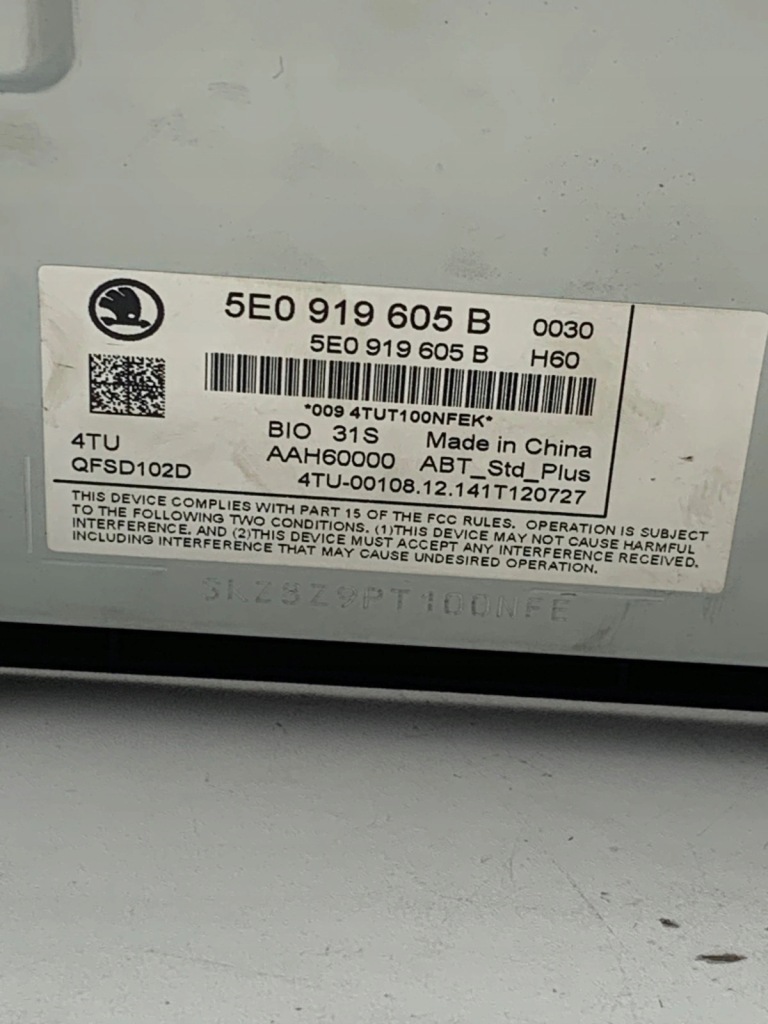 5E0 919 605 B 0030
5E0 919 605 B H60
*009 4TUT100NFEK*
4TU BIO 31S Made in China
QFSD102D AAH60000 ABT_Std_Plus
4TU-00108.12.141T120727
THIS DEVICE COMPLIES WITH PART 15 OF THE FCC RULES. OPERATION IS SUBJECT
TO THE FOLLOWING TWO CONDITIONS. (1)THIS DEVICE MAY NOT CAUSE HARMFUL
INTERFERENCE. AND (2)THIS DEVICE MUST ACCEPT ANY INTERFERENCE RECEIVED.
INCLUDING INTERFERENCE THAT MAY CAUSE UNDESIRED OPERATION.
SKZ8Z9PT100NFE